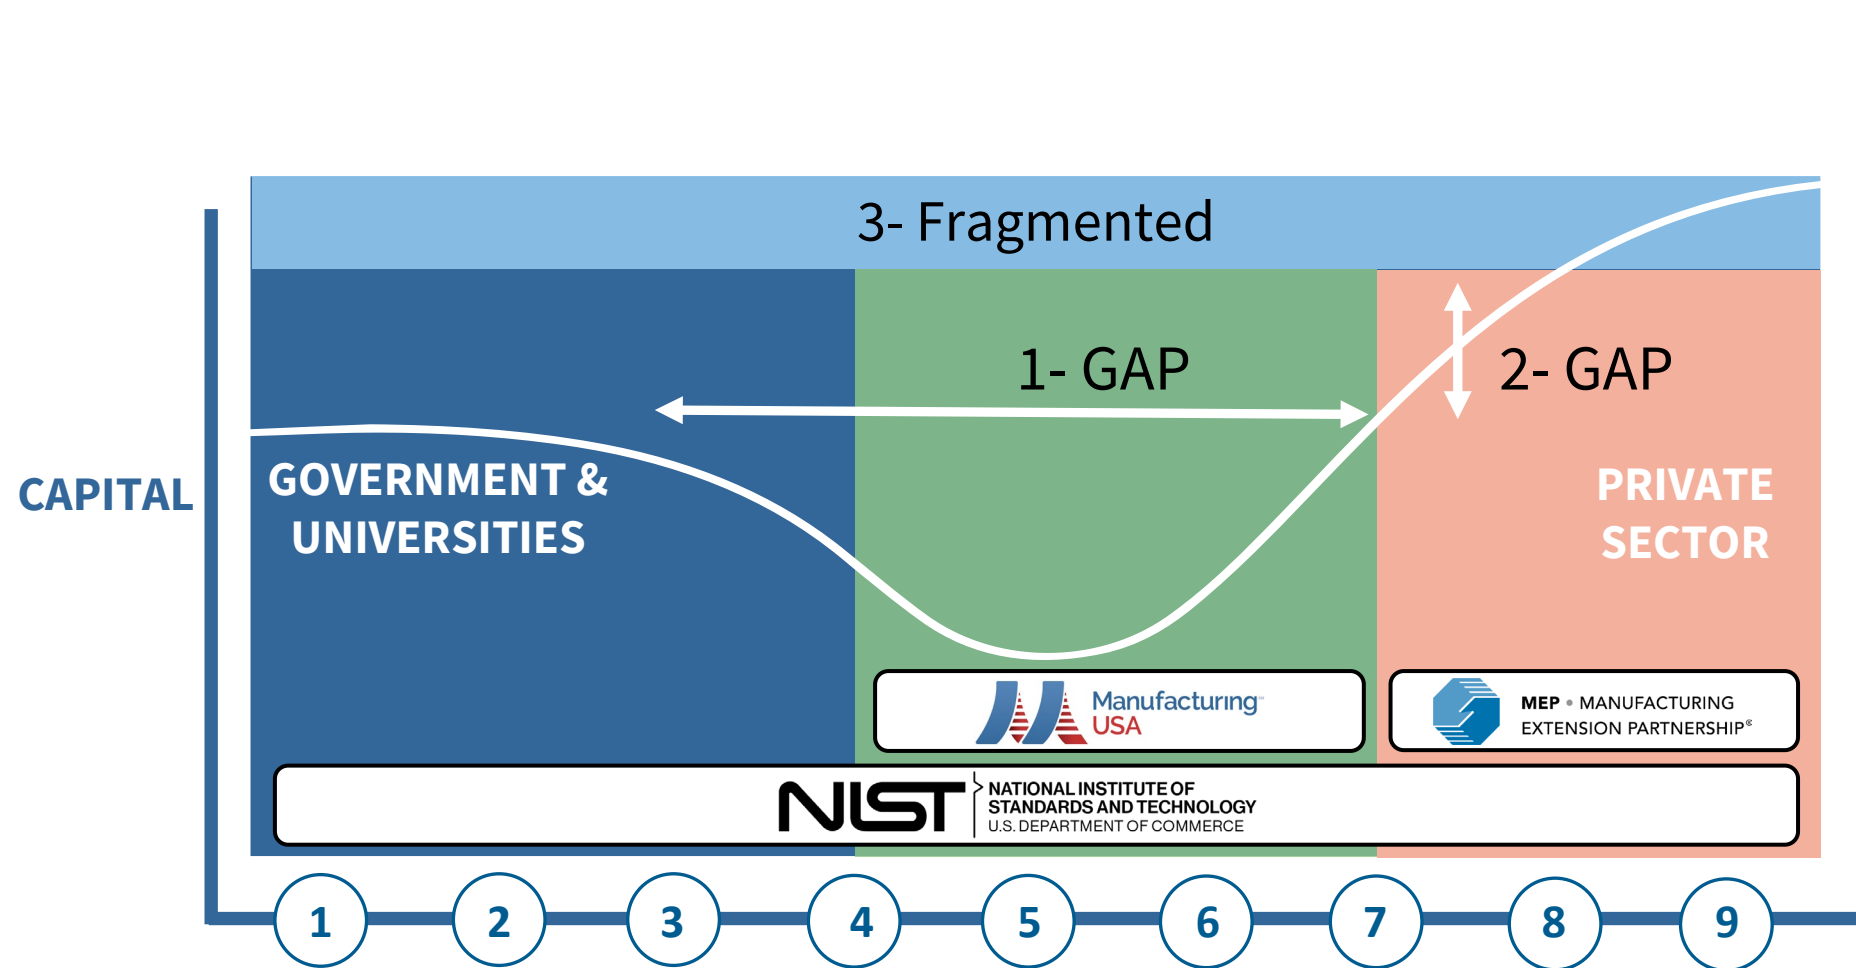 3- Fragmented
1- GAP
2- GAP
CAPITAL
GOVERNMENT &
UNIVERSITIES
PRIVATE
SECTOR
Manufacturing™
USA
MEP • MANUFACTURING
EXTENSION PARTNERSHIP®
NIST
NATIONAL INSTITUTE OF
STANDARDS AND TECHNOLOGY
U.S. DEPARTMENT OF COMMERCE
1 2 3 4 5 6 7 8 9